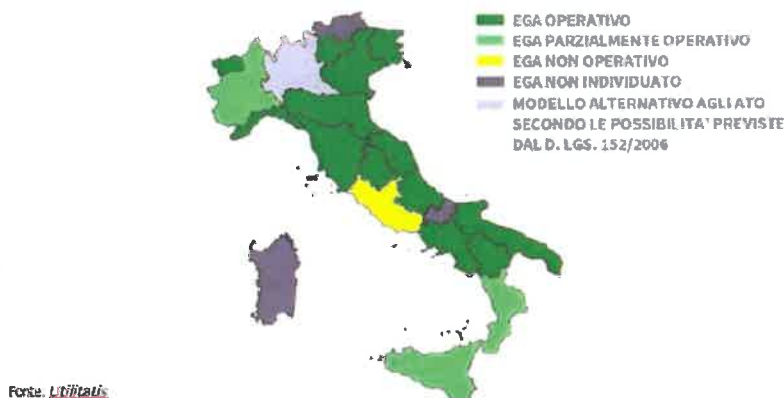 EGA OPERATIVO
EGA PARZIALMENTE OPERATIVO
EGA NON OPERATIVO
EGA NON INDIVIDUATO
MODELLO ALTERNATIVO AGLI ATO
SECONDO LE POSSIBILITA' PREVISTE
DAL D. LGS. 152/2006
Fonte. Utilitatis